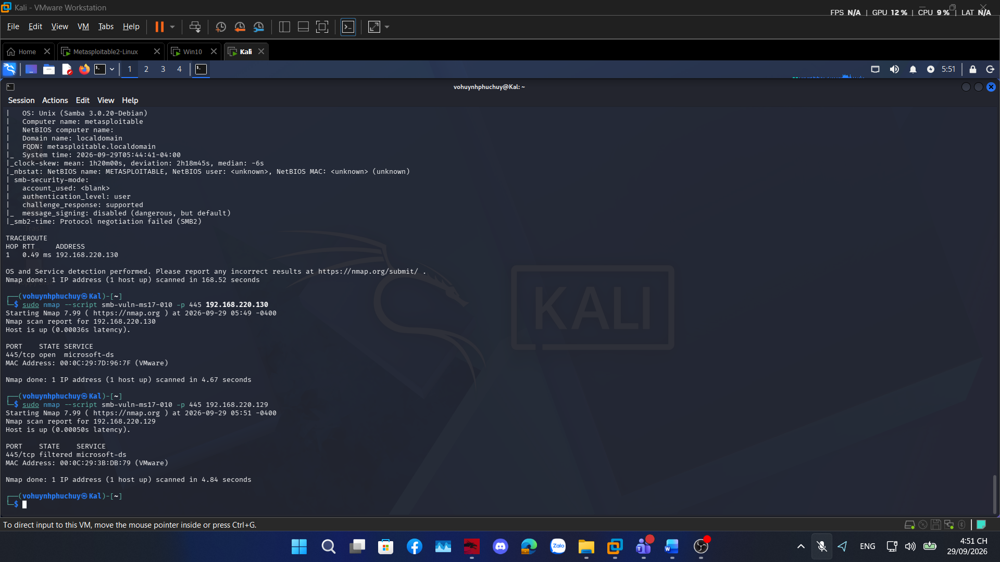 Kali - VMware Workstation
FPS N/A | GPU 12 % | CPU 9 % | LAT N/A
File Edit View VM Tabs Help
Home Metasploitable2-Linux Win10 Kali
1 2 3 4 5:51
vohuynhphuchuy@Kal: ~
Session Actions Edit View Help
|   OS: Unix (Samba 3.0.20-Debian)
|   Computer name: metasploitable
|   NetBIOS computer name:
|   Domain name: localdomain
|   FQDN: metasploitable.localdomain
|_  System time: 2026-09-29T05:44:41-04:00
|_clock-skew: mean: 1h20m00s, deviation: 2h18m45s, median: -6s
|_nbstat: NetBIOS name: METASPLOITABLE, NetBIOS user: <unknown>, NetBIOS MAC: <unknown> (unknown)
| smb-security-mode:
|   account_used: <blank>
|   authentication_level: user
|   challenge_response: supported
|_  message_signing: disabled (dangerous, but default)
|_smb2-time: Protocol negotiation failed (SMB2)
Trash
TRACEROUTE
HOP RTT     ADDRESS
1   0.49 ms 192.168.220.130
OS and Service detection performed. Please report any incorrect results at https://nmap.org/submit/ .
Nmap done: 1 IP address (1 host up) scanned in 168.52 seconds
KALI
┌──(vohuynhphuchuy㉿Kal)-[~]
└─$ sudo nmap --script smb-vuln-ms17-010 -p 445 192.168.220.130
Starting Nmap 7.99 ( https://nmap.org ) at 2026-09-29 05:49 -0400
Nmap scan report for 192.168.220.130
Host is up (0.00036s latency).
PORT    STATE SERVICE
445/tcp open  microsoft-ds
MAC Address: 00:0C:29:7D:96:7F (VMware)
Nmap done: 1 IP address (1 host up) scanned in 4.67 seconds
┌──(vohuynhphuchuy㉿Kal)-[~]
└─$ sudo nmap --script smb-vuln-ms17-010 -p 445 192.168.220.129
Starting Nmap 7.99 ( https://nmap.org ) at 2026-09-29 05:51 -0400
Nmap scan report for 192.168.220.129
Host is up (0.00050s latency).
PORT    STATE    SERVICE
445/tcp filtered microsoft-ds
MAC Address: 00:0C:29:3B:DB:79 (VMware)
Nmap done: 1 IP address (1 host up) scanned in 4.84 seconds
┌──(vohuynhphuchuy㉿Kal)-[~]
└─$
To direct input to this VM, move the mouse pointer inside or press Ctrl+G.
Zalo
ENG
4:51 CH
29/09/2026